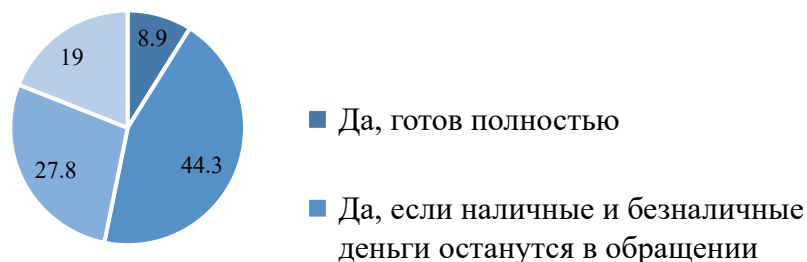 8.9
19
Да, готов полностью
44.3
27.8
Да, если наличные и безналичные
деньги останутся в обращении